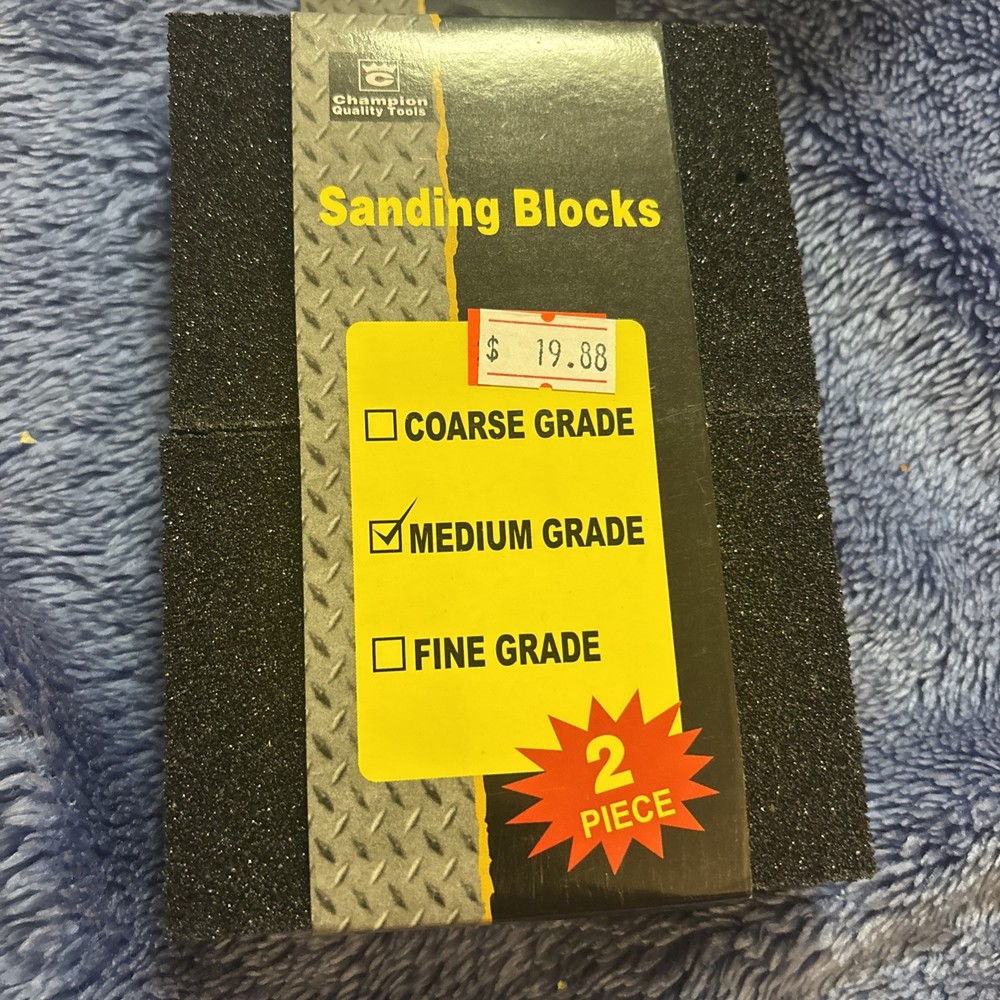 C
Champion
Quality Tools
Sanding Blocks
$ 19.88
COARSE GRADE
MEDIUM GRADE
FINE GRADE
2
PIECE